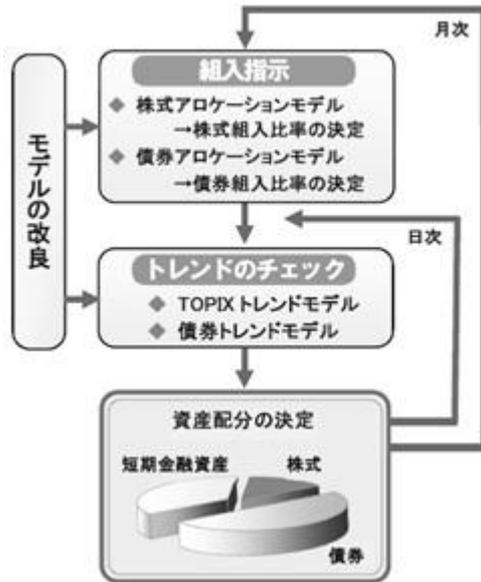 月次
組入指示
◆ 株式アロケーションモデル
→株式組入比率の決定
◆ 債券アロケーションモデル
→債券組入比率の決定
モデルの改良
日次
トレンドのチェック
◆ TOPIXトレンドモデル
◆ 債券トレンドモデル
資産配分の決定
短期金融資産
株式
債券